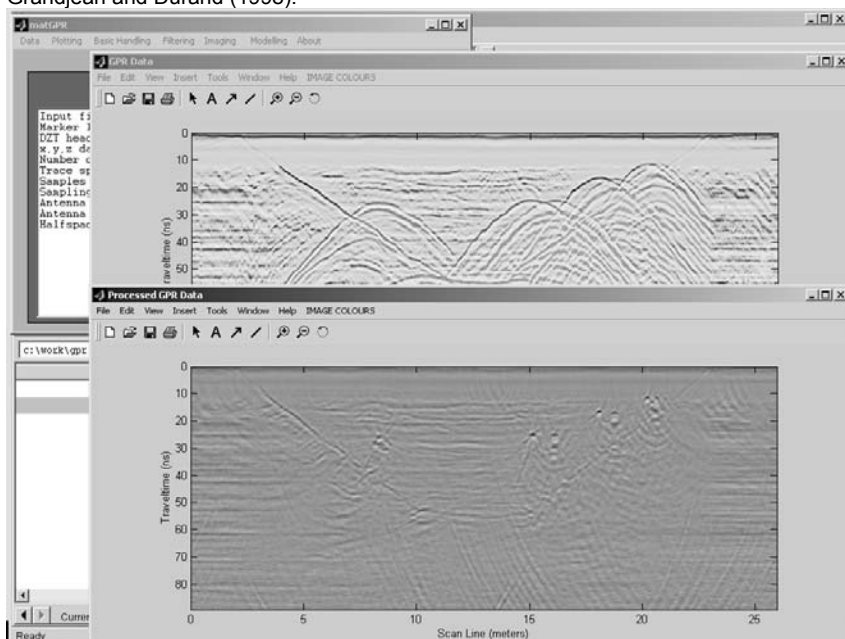 Grandjean and Durand (1998).
matGPR
Data Plotting Basic Handling Filtering Imaging Modelling About
GPR Data
File Edit View Insert Tools Window Help IMAGE COLOURS
A
Input fi
Marker I
DZT head
x,y,z da
Number o
Trace sp
Samples
Sampling
Antenna
Antenna
Halfspac
0
10
20
30
40
50
raveltime (ns)
Processed GPR Data
File Edit View Insert Tools Window Help IMAGE COLOURS
A
c:\work\gpr
0
10
20
30
40
50
60
70
80
Traveltime (ns)
0 5 10 15 20 25
Scan Line (meters)
Curren
Ready